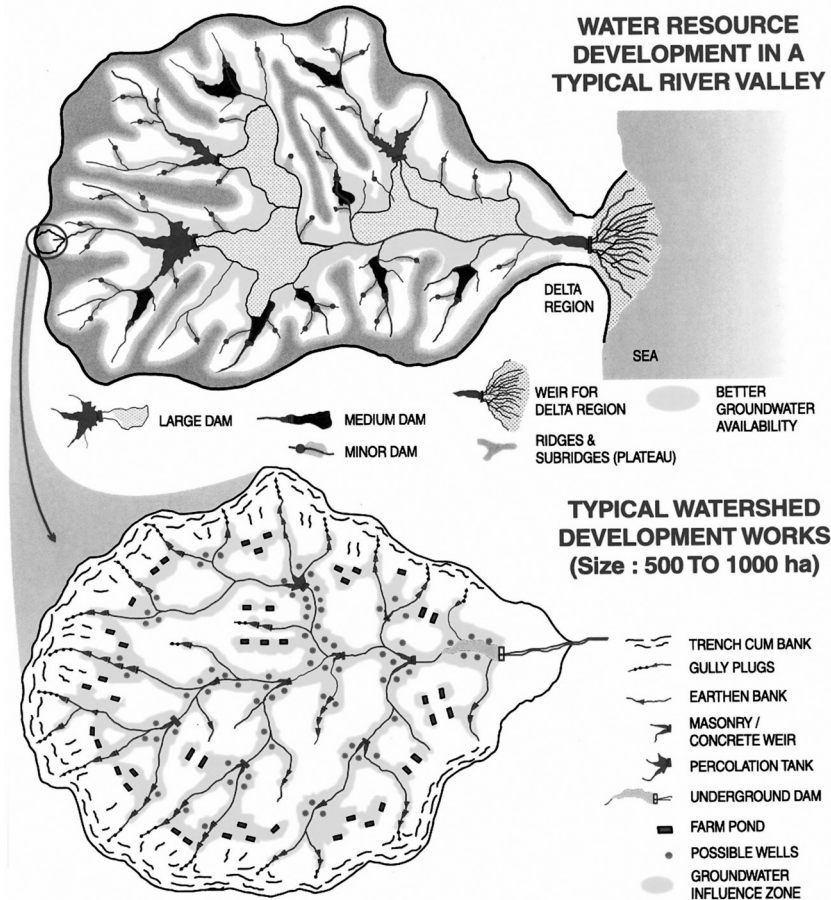 WATER RESOURCE
DEVELOPMENT IN A
TYPICAL RIVER VALLEY
DELTA
REGION
SEA
LARGE DAM
MEDIUM DAM
MINOR DAM
WEIR FOR
DELTA REGION
RIDGES &
SUBRIDGES (PLATEAU)
BETTER
GROUNDWATER
AVAILABILITY
TYPICAL WATERSHED
DEVELOPMENT WORKS
(Size : 500 TO 1000 ha)
TRENCH CUM BANK
GULLY PLUGS
EARTHEN BANK
MASONRY /
CONCRETE WEIR
PERCOLATION TANK
UNDERGROUND DAM
FARM POND
POSSIBLE WELLS
GROUNDWATER
INFLUENCE ZONE